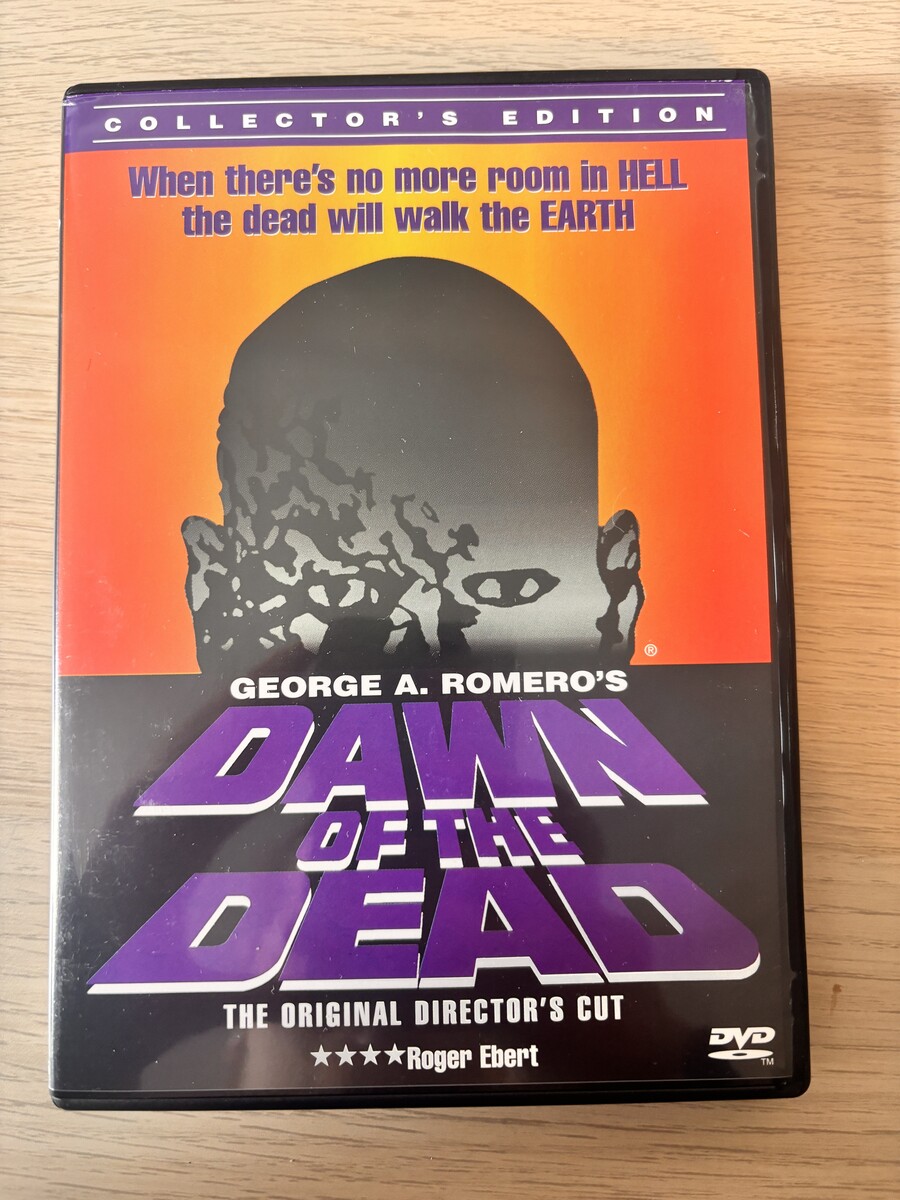 COLLECTOR'S EDITION
When there's no more room in HELL
the dead will walk the EARTH
®
GEORGE A. ROMERO'S
DAWN
OF THE
DEAD
THE ORIGINAL DIRECTOR'S CUT
★★★★Roger Ebert
DVD
TM